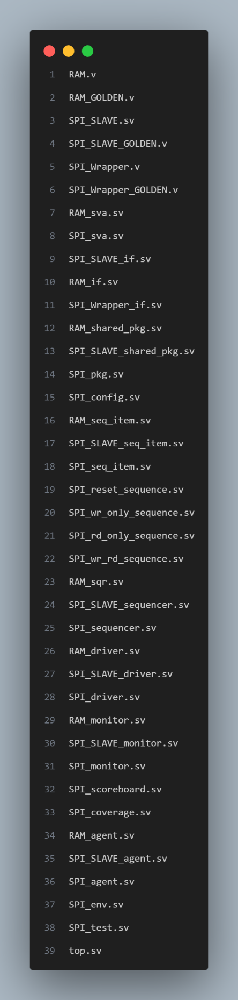 1 RAM.v
2 RAM_GOLDEN.v
3 SPI_SLAVE.sv
4 SPI_SLAVE_GOLDEN.v
5 SPI_Wrapper.v
6 SPI_Wrapper_GOLDEN.v
7 RAM_sva.sv
8 SPI_sva.sv
9 SPI_SLAVE_if.sv
10 RAM_if.sv
11 SPI_Wrapper_if.sv
12 RAM_shared_pkg.sv
13 SPI_SLAVE_shared_pkg.sv
14 SPI_pkg.sv
15 SPI_config.sv
16 RAM_seq_item.sv
17 SPI_SLAVE_seq_item.sv
18 SPI_seq_item.sv
19 SPI_reset_sequence.sv
20 SPI_wr_only_sequence.sv
21 SPI_rd_only_sequence.sv
22 SPI_wr_rd_sequence.sv
23 RAM_sqr.sv
24 SPI_SLAVE_sequencer.sv
25 SPI_sequencer.sv
26 RAM_driver.sv
27 SPI_SLAVE_driver.sv
28 SPI_driver.sv
29 RAM_monitor.sv
30 SPI_SLAVE_monitor.sv
31 SPI_monitor.sv
32 SPI_scoreboard.sv
33 SPI_coverage.sv
34 RAM_agent.sv
35 SPI_SLAVE_agent.sv
36 SPI_agent.sv
37 SPI_env.sv
38 SPI_test.sv
39 top.sv